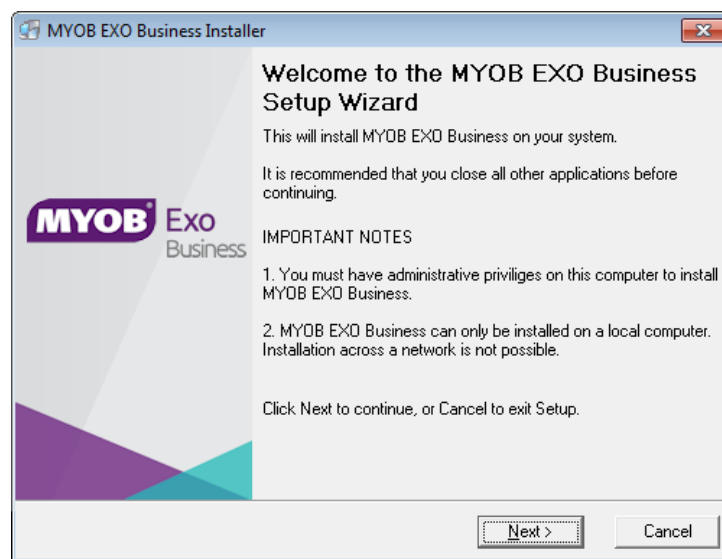 MYOB EXO Business Installer
Welcome to the MYOB EXO Business
Setup Wizard
This will install MYOB EXO Business on your system.
It is recommended that you close all other applications before
continuing.
MYOB Exo
Business
IMPORTANT NOTES
1. You must have administrative priviliges on this computer to install
MYOB EXO Business.
2. MYOB EXO Business can only be installed on a local computer.
Installation across a network is not possible.
Click Next to continue, or Cancel to exit Setup.
Next >
Cancel